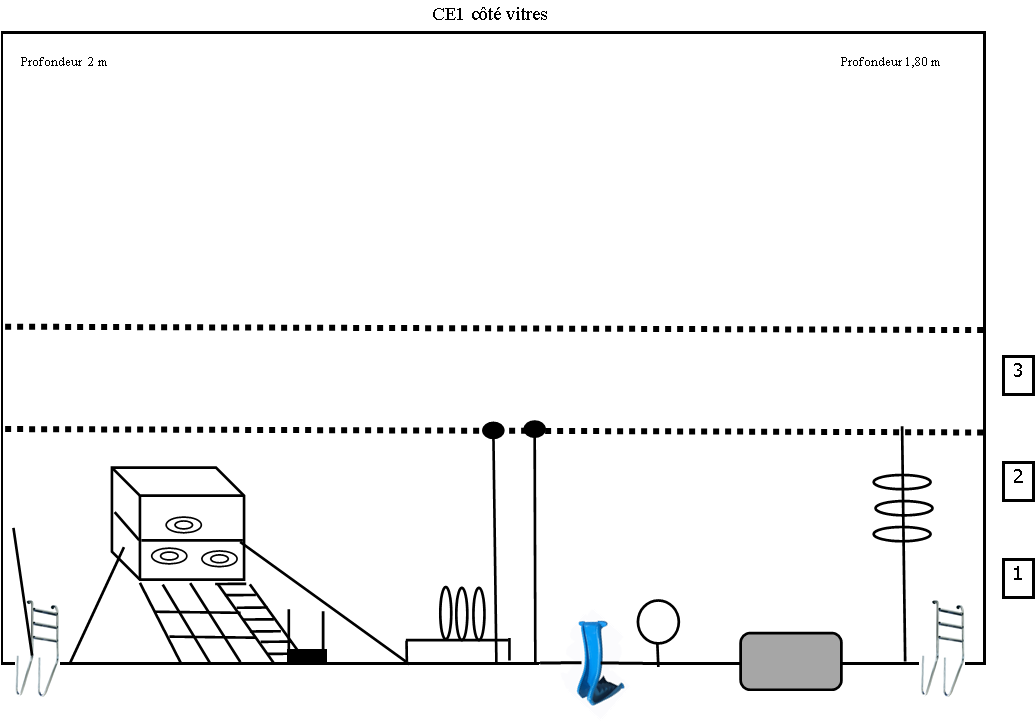 CE1 côté vitres
Profondeur 2 m
Profondeur 1,80 m
3
2
1